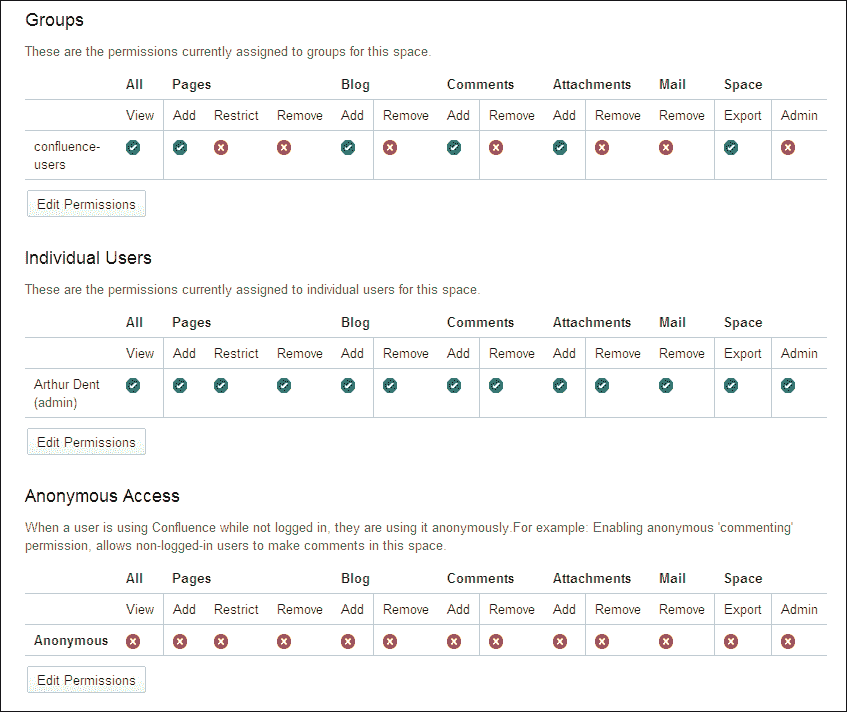 Groups
These are the permissions currently assigned to groups for this space.
All Pages Blog Comments Attachments Mail Space
View Add Restrict Remove Add Remove Add Remove Add Remove Remove Export Admin
confluence-
users
Edit Permissions
Individual Users
These are the permissions currently assigned to individual users for this space.
All Pages Blog Comments Attachments Mail Space
View Add Restrict Remove Add Remove Add Remove Add Remove Remove Export Admin
Arthur Dent
(admin)
Edit Permissions
Anonymous Access
When a user is using Confluence while not logged in, they are using it anonymously.For example: Enabling anonymous 'commenting'
permission, allows non-logged-in users to make comments in this space.
All Pages Blog Comments Attachments Mail Space
View Add Restrict Remove Add Remove Add Remove Add Remove Remove Export Admin
Anonymous
Edit Permissions